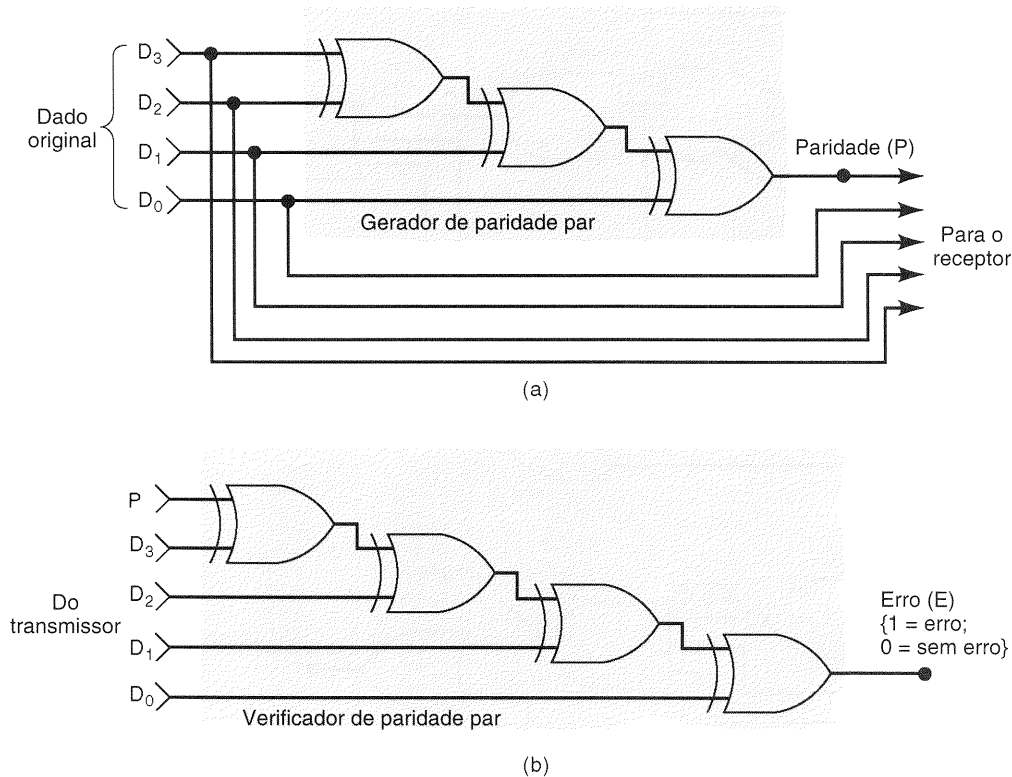 D₃
D₂
Dado
original
D₁
D₀
Paridade (P)
Gerador de paridade par
Para o
receptor
(a)
P
D₃
D₂
Do
transmissor
D₁
D₀
Erro (E)
{1 = erro;
0 = sem erro}
Verificador de paridade par
(b)